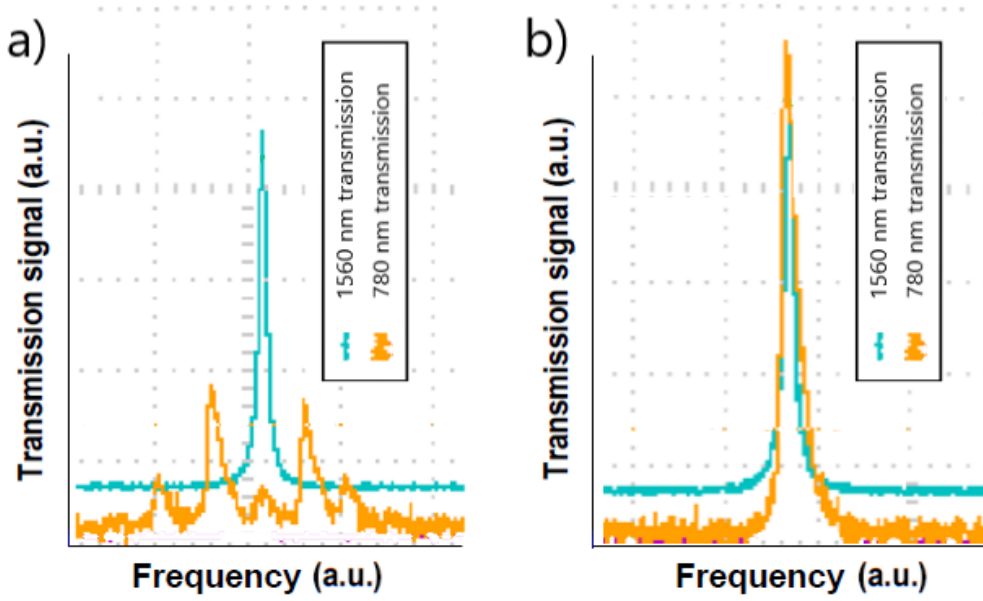 a)
Transmission signal (a.u.)
1560 nm transmission
780 nm transmission
Frequency (a.u.)
b)
Transmission signal (a.u.)
1560 nm transmission
780 nm transmission
Frequency (a.u.)